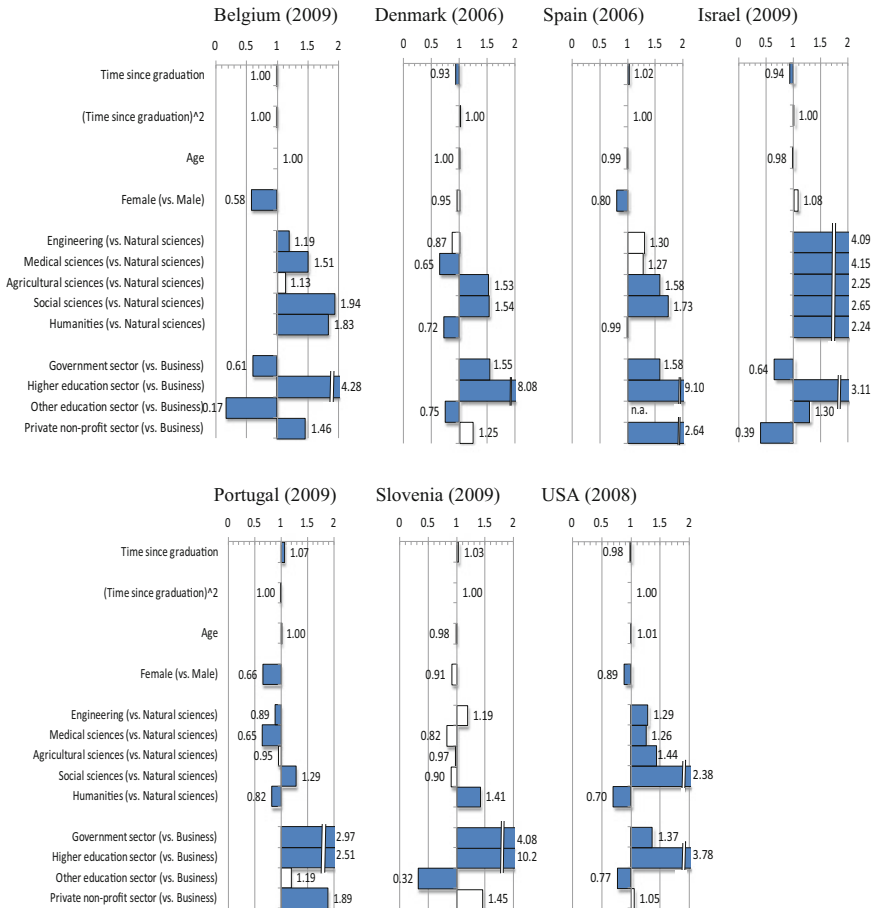 Belgium (2009) Denmark (2006) Spain (2006) Israel (2009)
0 0.5 1 1.5 2 0 0.5 1 1.5 2 0 0.5 1 1.5 2 0 0.5 1 1.5 2
Time since graduation 1.00 0.93 1.02 0.94
(Time since graduation)^2 1.00 1.00 1.00 1.00
Age 1.00 1.00 0.99 0.98
Female (vs. Male) 0.58 0.95 0.80 1.08
Engineering (vs. Natural sciences) 1.19 0.87 1.30 4.09
Medical sciences (vs. Natural sciences) 1.51 0.65 1.27 4.15
Agricultural sciences (vs. Natural sciences) 1.13 1.53 1.58 2.25
Social sciences (vs. Natural sciences) 1.94 1.54 1.73 2.65
Humanities (vs. Natural sciences) 1.83 0.72 0.99 2.24
Government sector (vs. Business) 0.61 1.55 1.58 0.64
Higher education sector (vs. Business) 4.28 8.08 9.10 3.11
Other education sector (vs. Business) 0.17 0.75 n.a. 1.30
Private non-profit sector (vs. Business) 1.46 1.25 2.64 0.39
Portugal (2009) Slovenia (2009) USA (2008)
0 0.5 1 1.5 2 0 0.5 1 1.5 2 0 0.5 1 1.5 2
Time since graduation 1.07 1.03 0.98
(Time since graduation)^2 1.00 1.00 1.00
Age 1.00 0.98 1.01
Female (vs. Male) 0.66 0.91 0.89
Engineering (vs. Natural sciences) 0.89 1.19 1.29
Medical sciences (vs. Natural sciences) 0.65 0.82 1.26
Agricultural sciences (vs. Natural sciences) 0.95 0.97 1.44
Social sciences (vs. Natural sciences) 1.29 0.90 2.38
Humanities (vs. Natural sciences) 0.82 1.41 0.70
Government sector (vs. Business) 2.97 4.08 1.37
Higher education sector (vs. Business) 2.51 10.2 3.78
Other education sector (vs. Business) 1.19 0.32 0.77
Private non-profit sector (vs. Business) 1.89 1.45 1.05